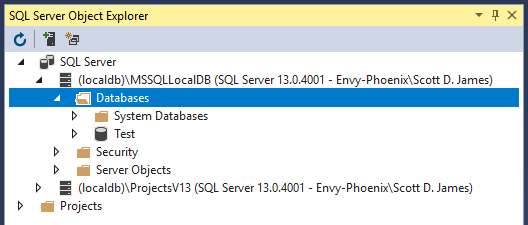 SQL Server Object Explorer
SQL Server
(localdb)\MSSQLLocalDB (SQL Server 13.0.4001 - Envy-Phoenix\Scott D. James)
Databases
System Databases
Test
Security
Server Objects
(localdb)\ProjectsV13 (SQL Server 13.0.4001 - Envy-Phoenix\Scott D. James)
Projects